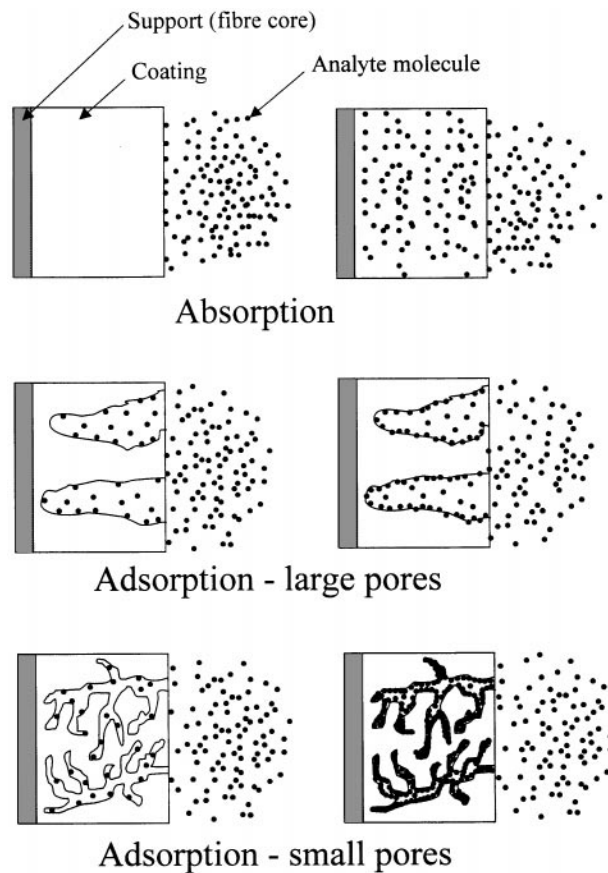 Support (fibre core)
Coating
Analyte molecule
Absorption
Adsorption - large pores
Adsorption - small pores